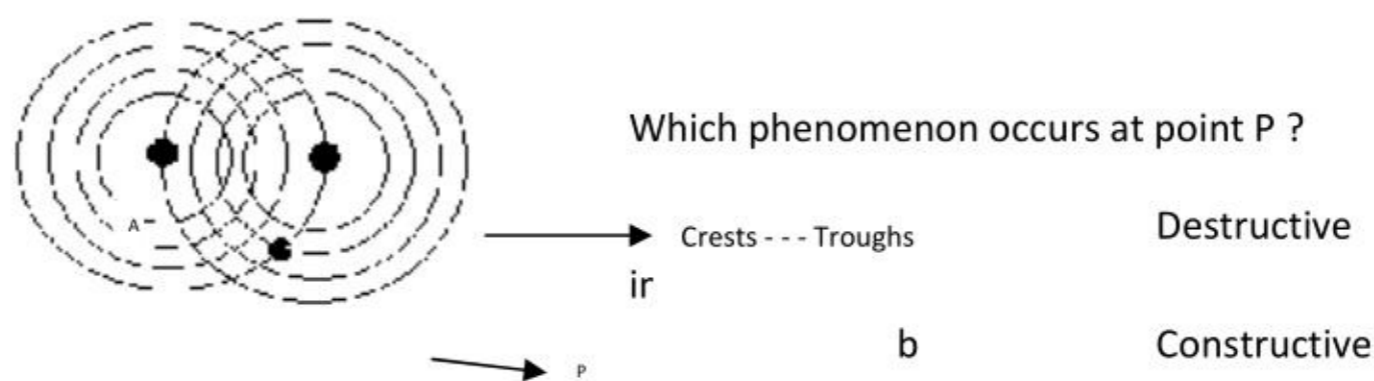 Which phenomenon occurs at point P ?
A
Crests - - - Troughs
Destructive
ir
b
Constructive
P